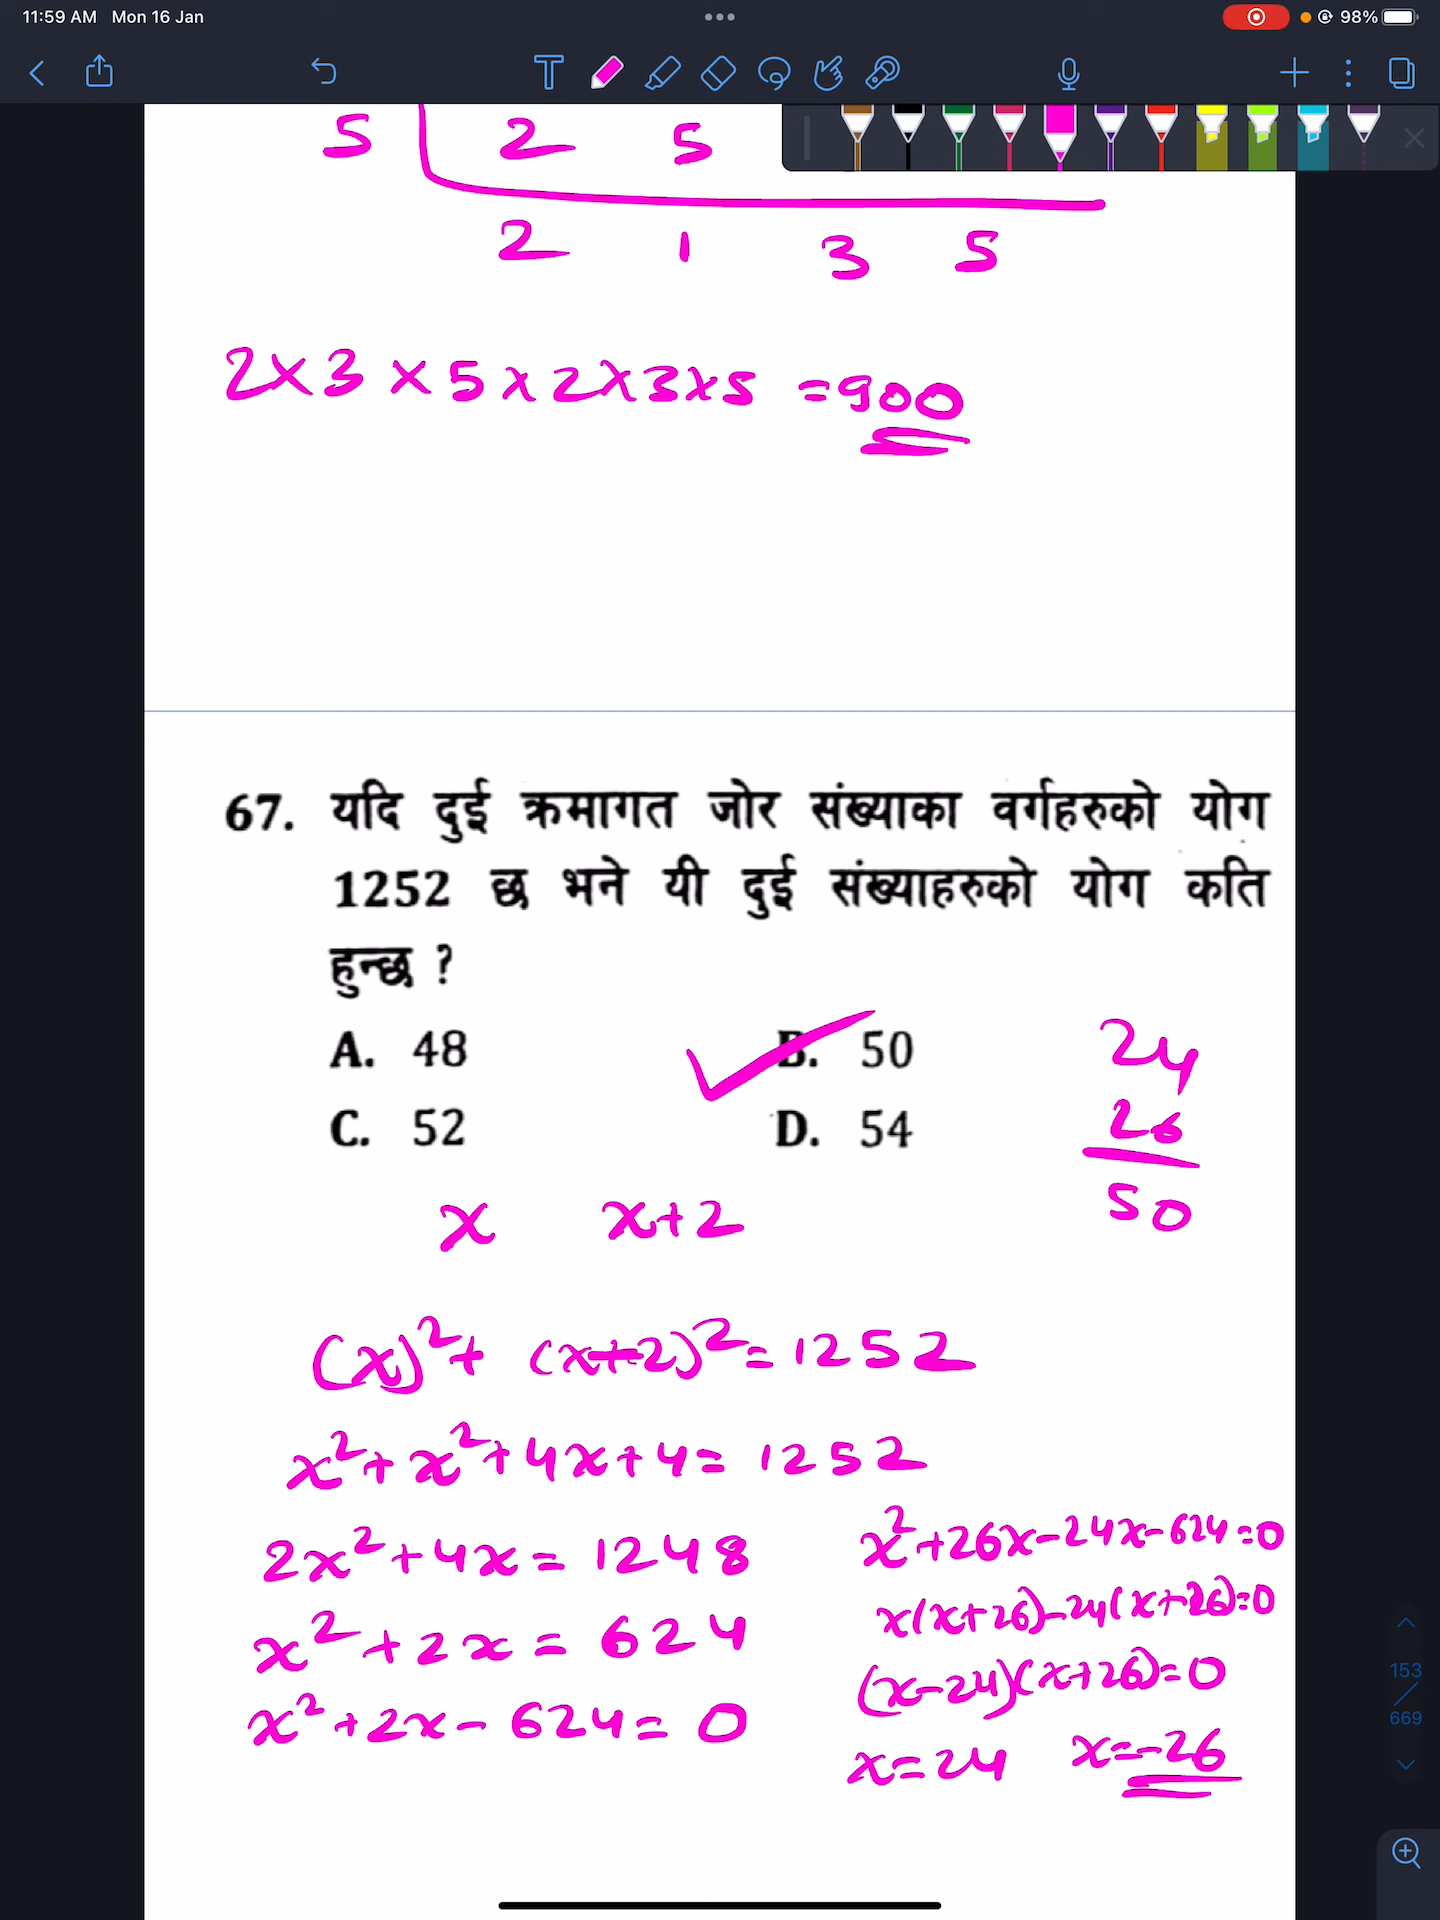 11:59 AM Mon 16 Jan
98%
5 2 5
2 1 3 5
2×3×5×2×3×5 =900
67. यदि दुई क्रमागत जोर संख्याका वर्गहरुको योग
1252 छ भने यी दुई संख्याहरुको योग कति
हुन्छ ?
A. 48 B. 50
C. 52 D. 54
24
26
50
x x+2
(x)²+ (x+2)²=1252
x²+x²+4x+4=1252
2x²+4x=1248
x²+2x=624
x²+2x-624=0
x²+26x-24x-624=0
x(x+26)-24(x+26)=0
(x-24)(x+26)=0
x=24 x=-26
153
669